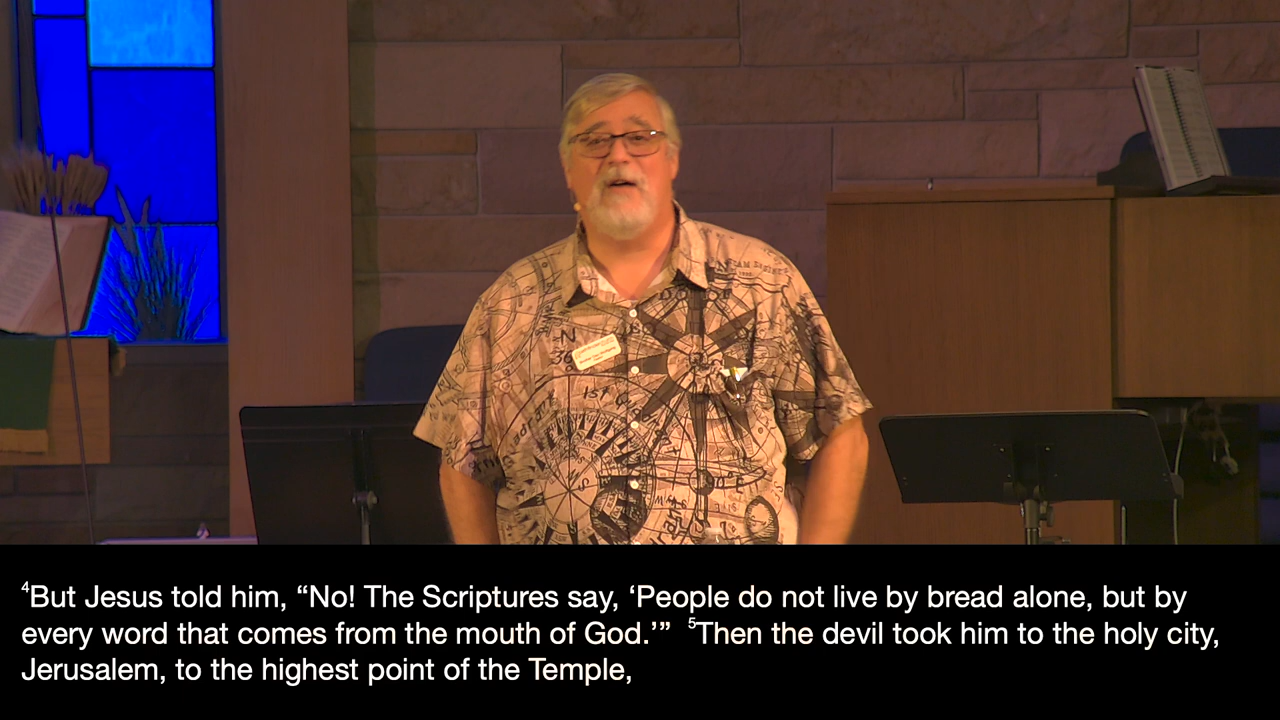 ⁴But Jesus told him, “No! The Scriptures say, ‘People do not live by bread alone, but by
every word that comes from the mouth of God.’” ⁵Then the devil took him to the holy city,
Jerusalem, to the highest point of the Temple,
N
36
1st